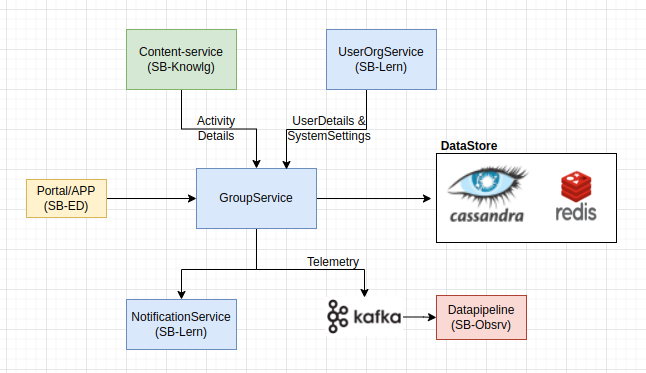 Content-service
(SB-Knowlg)
UserOrgService
(SB-Lern)
Activity
Details
UserDetails &
SystemSettings
DataStore
cassandra
redis
Portal/APP
(SB-ED)
GroupService
Telemetry
NotificationService
(SB-Lern)
kafka
Datapipeline
(SB-Obsrv)